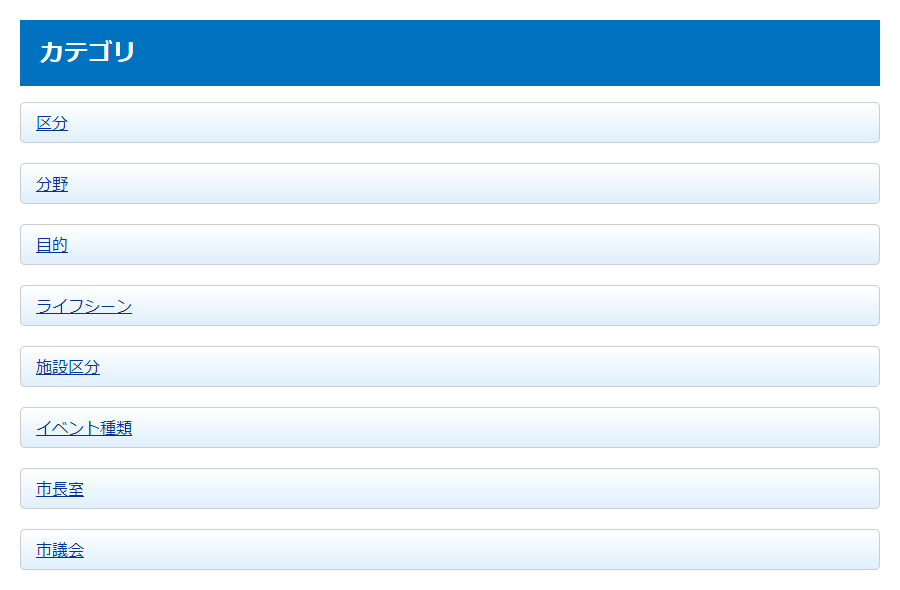 カテゴリ
区分
分野
目的
ライフシーン
施設区分
イベント種類
市長室
市議会